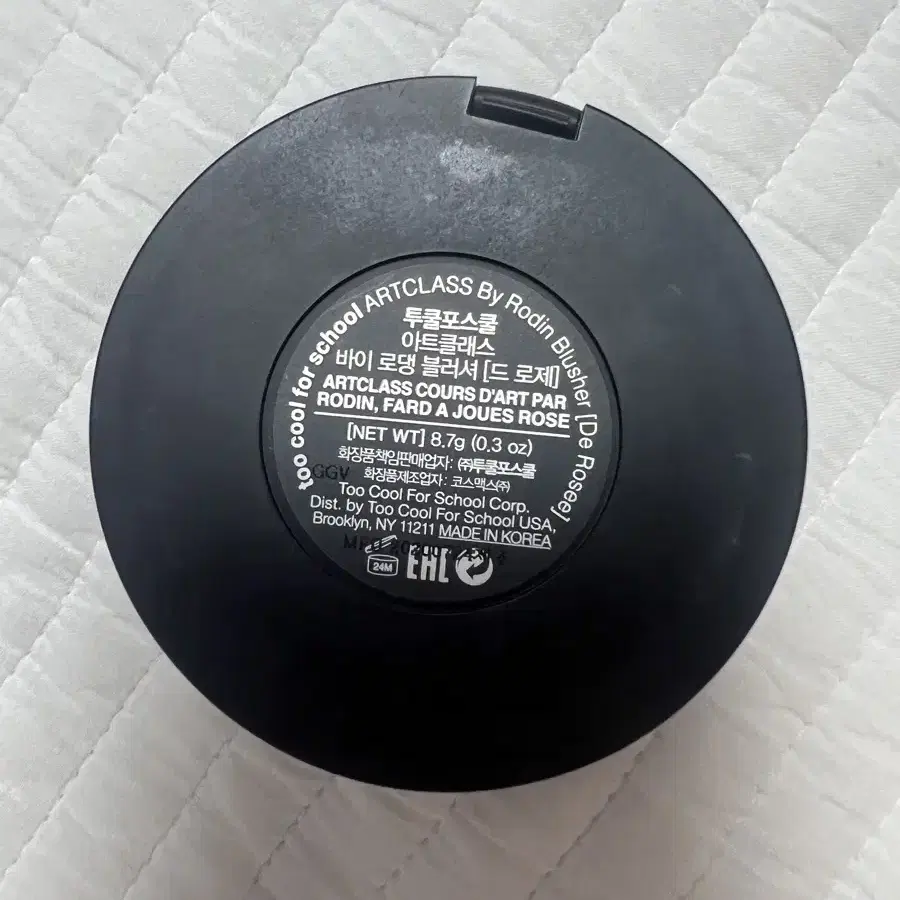 too cool for school ARTCLASS By Rodin Blusher [De Rosee]
투쿨포스쿨
아트클래스
바이 로댕 블러셔 [드 로제]
ARTCLASS COURS D'ART PAR
RODIN, FARD A JOUES ROSE
[NET WT] 8.7g (0.3 oz)
화장품책임판매업자: ㈜투쿨포스쿨
GGV
화장품제조업자: 코스맥스㈜
Too Cool For School Corp.
Dist. by Too Cool For School USA,
Brooklyn, NY 11211 MADE IN KOREA
24M
EAC